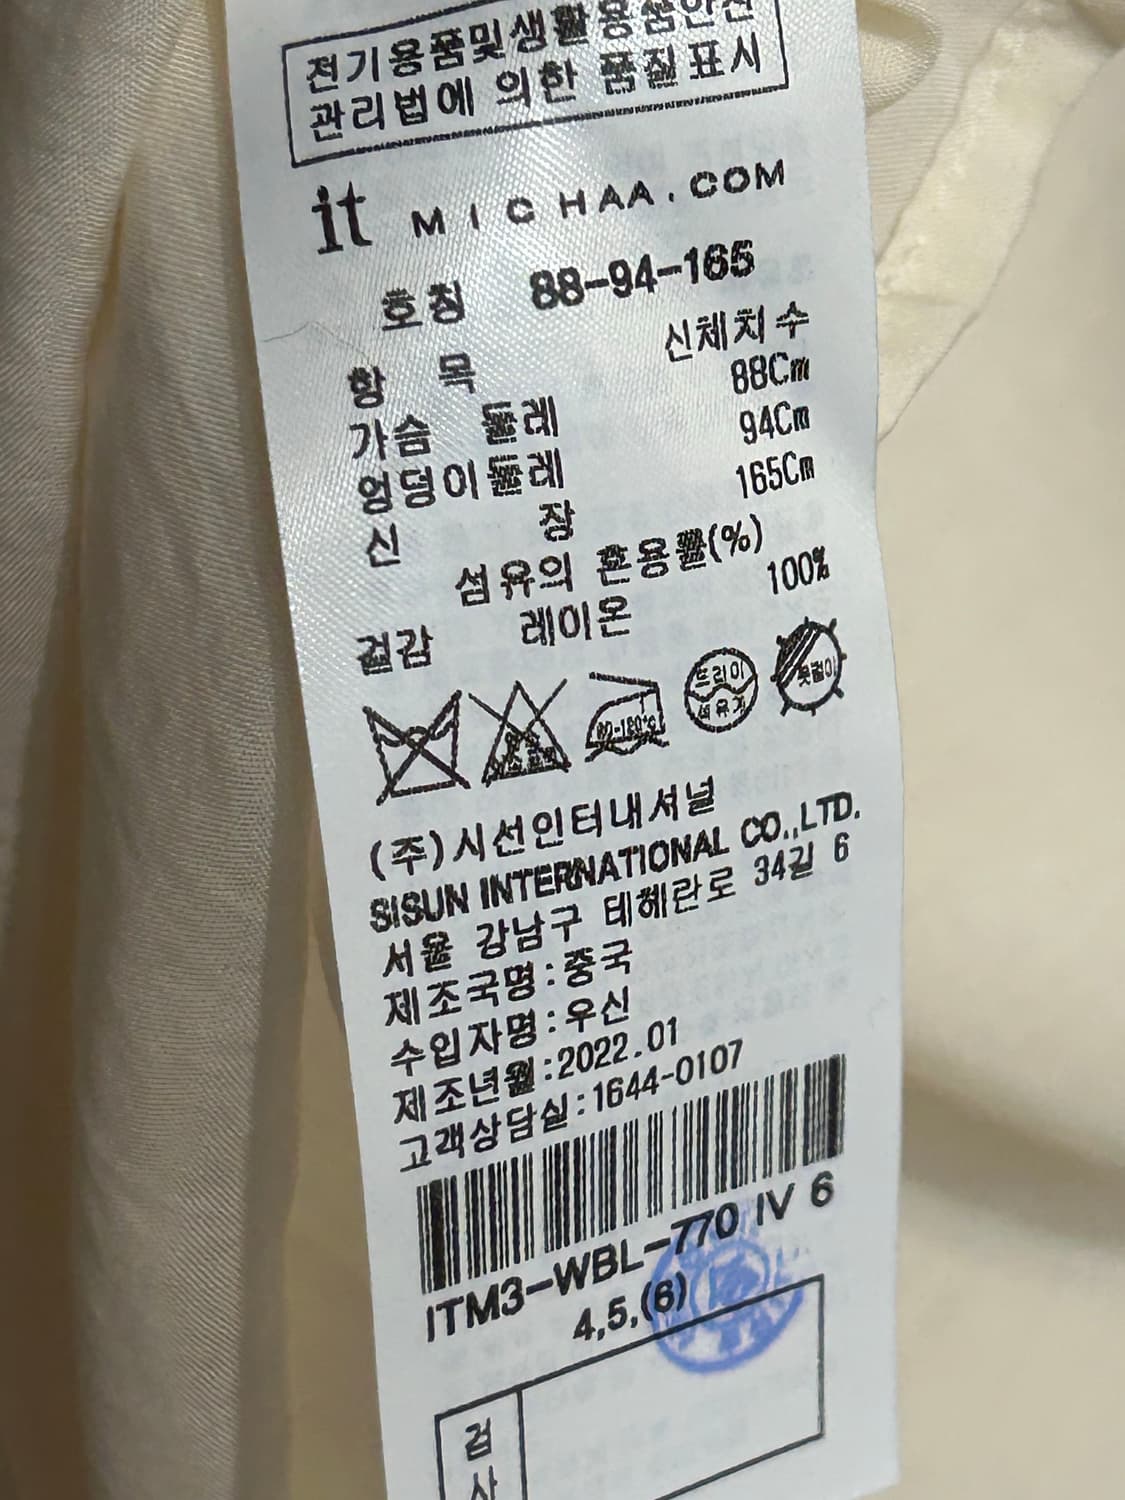 전기용품및생활용품안전
관리법에 의한 품질표시
it MICHAA.COM
호칭 88-94-165
항 목 신체치수
가슴 둘레 88Cm
엉덩이둘레 94Cm
신 장 165Cm
섬유의 혼용률(%)
겉감 레이온 100%
80-120℃
드라이
석유계
옷걸이
(주)시선인터내셔널
SISUN INTERNATIONAL CO.,LTD.
서울 강남구 테헤란로 34길 6
제조국명:중국
수입자명:우신
제조년월:2022.01
고객상담실:1644-0107
ITM3-WBL-770 IV 6
4,5,(6)
검
사